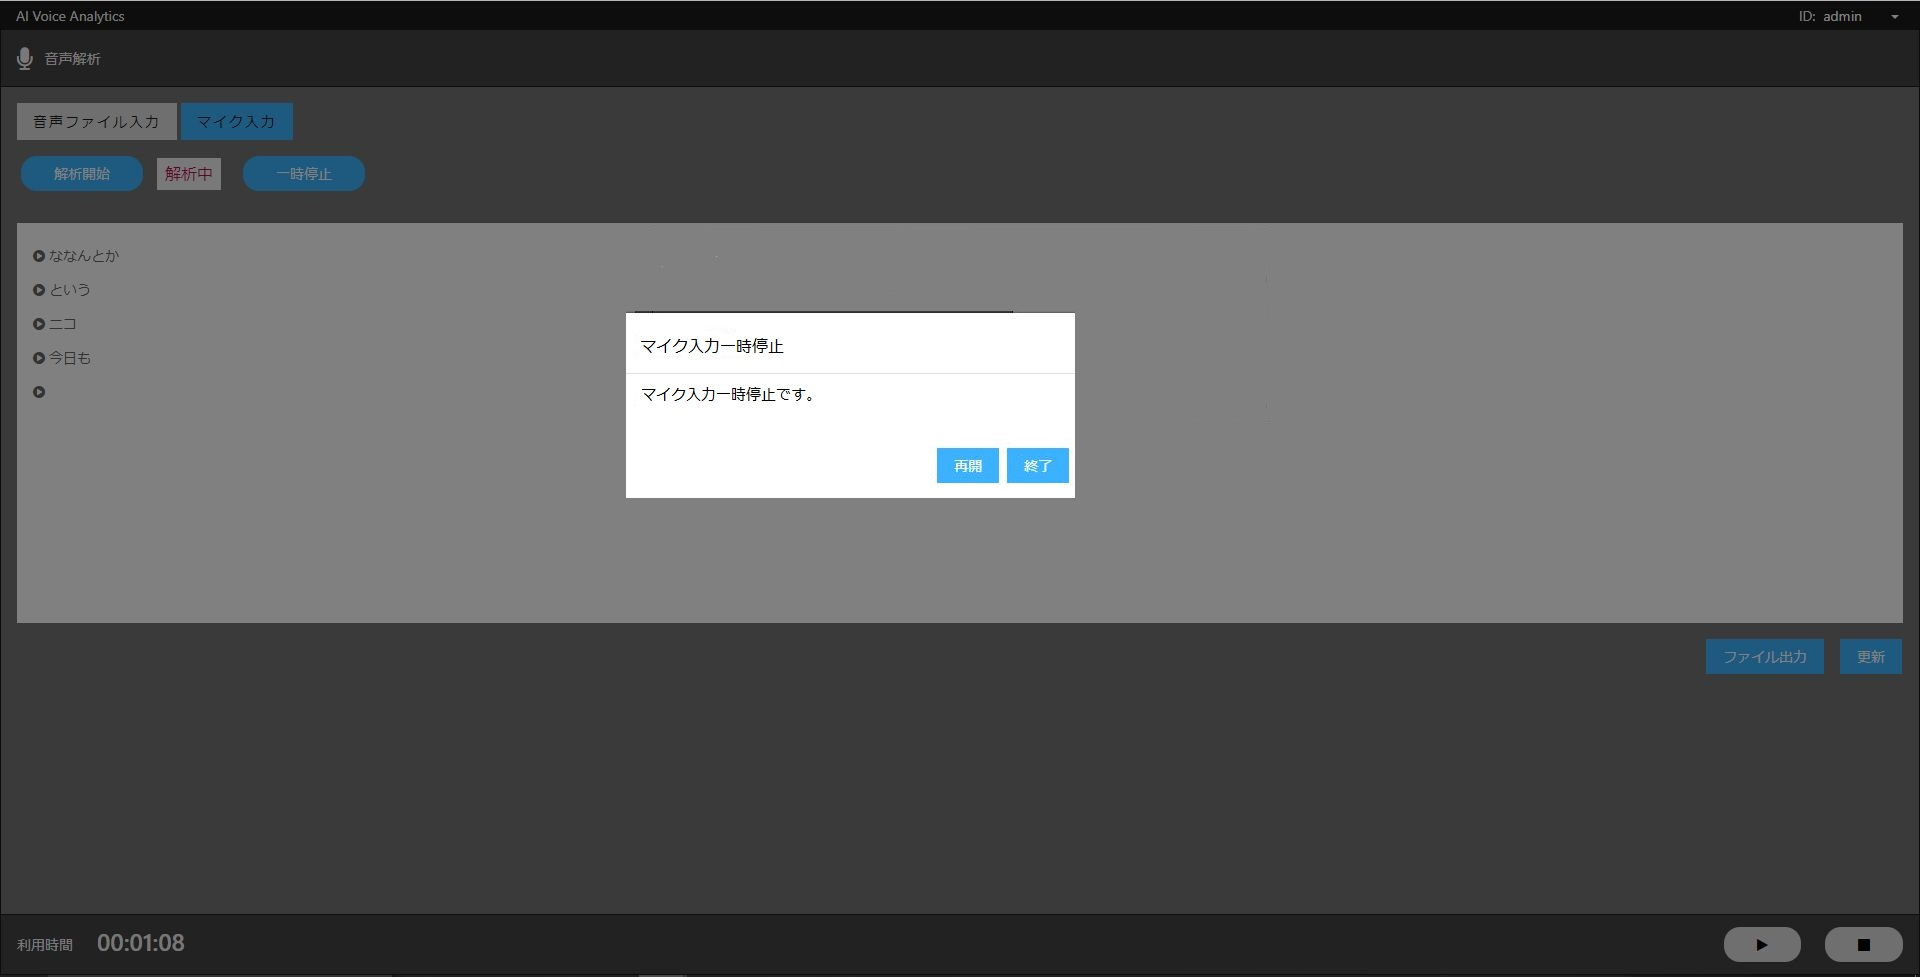 AI Voice Analytics
ID: admin
音声解析
音声ファイル入力 マイク入力
解析開始 解析中 一時停止
ななんとか
という
ニコ
今日も
マイク入力一時停止
マイク入力一時停止です。
再開 終了
ファイル出力 更新
利用時間 00:01:08